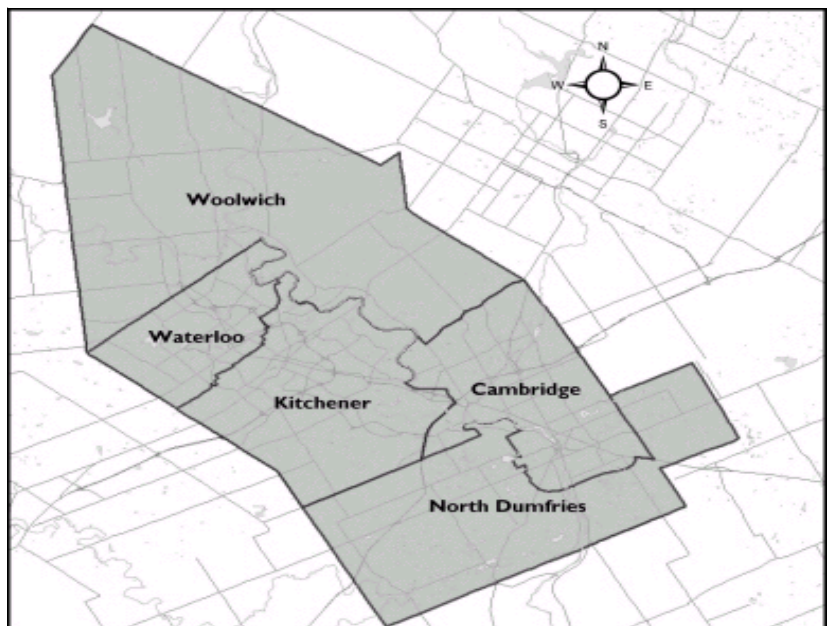 N
W E
S
Woolwich
Waterloo
Kitchener
Cambridge
North Dumfries